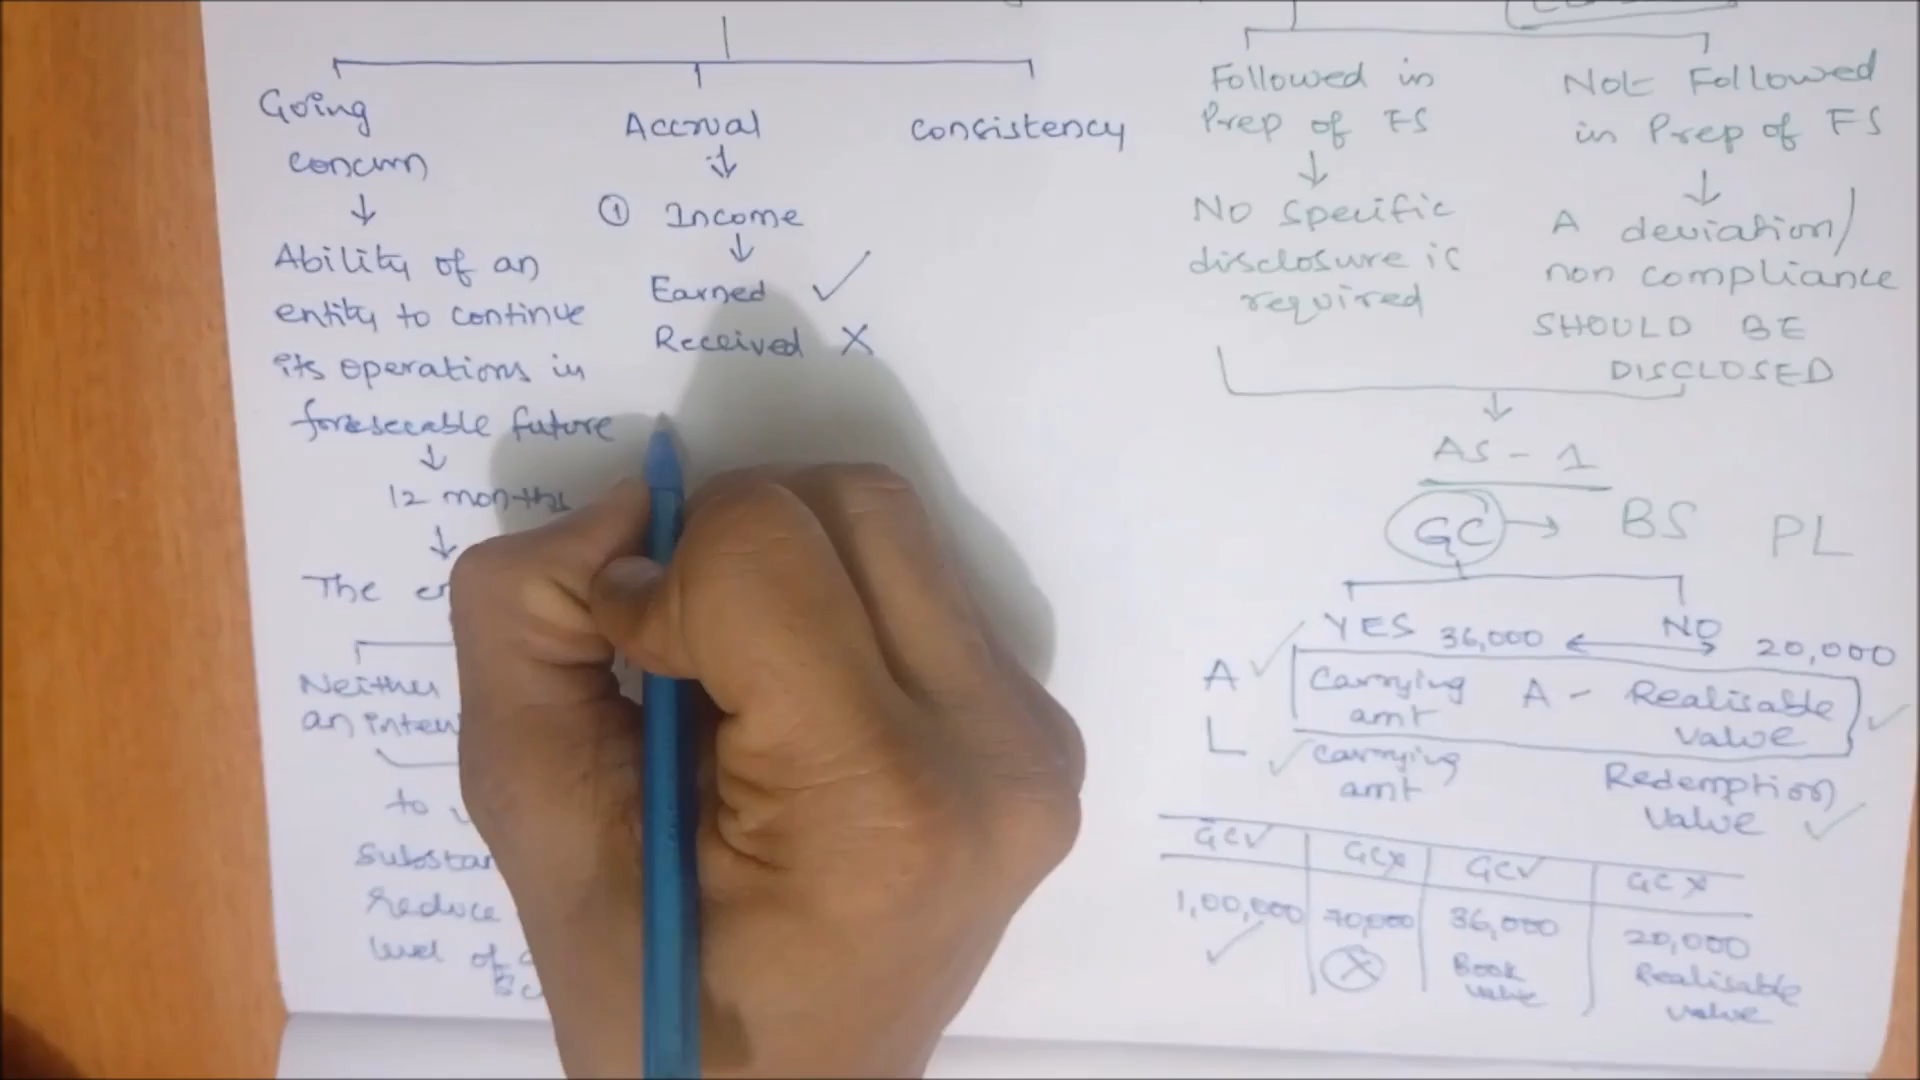 Going
concern
Ability of an
entity to continue
its operations in
foreseeable future
12 months
The
Neither
an
to
reduce
level of
Accrual
① Income
Earned ✓
Received X
consistency
Followed in
Prep of FS
No specific
disclosure is
required
Not Followed
in Prep of FS
A deviation/
non compliance
SHOULD BE
DISCLOSED
AS - 1
GC → BS PL
YES 36,000 ↔ NO 20,000
A ✓ Carrying amt A - Realisable value ✓
L ✓ Carrying amt Redemption value ✓
GC✓ GCX GC✓ GCX
1,00,000 70,000 36,000 20,000
✓ X Book value Realisable value